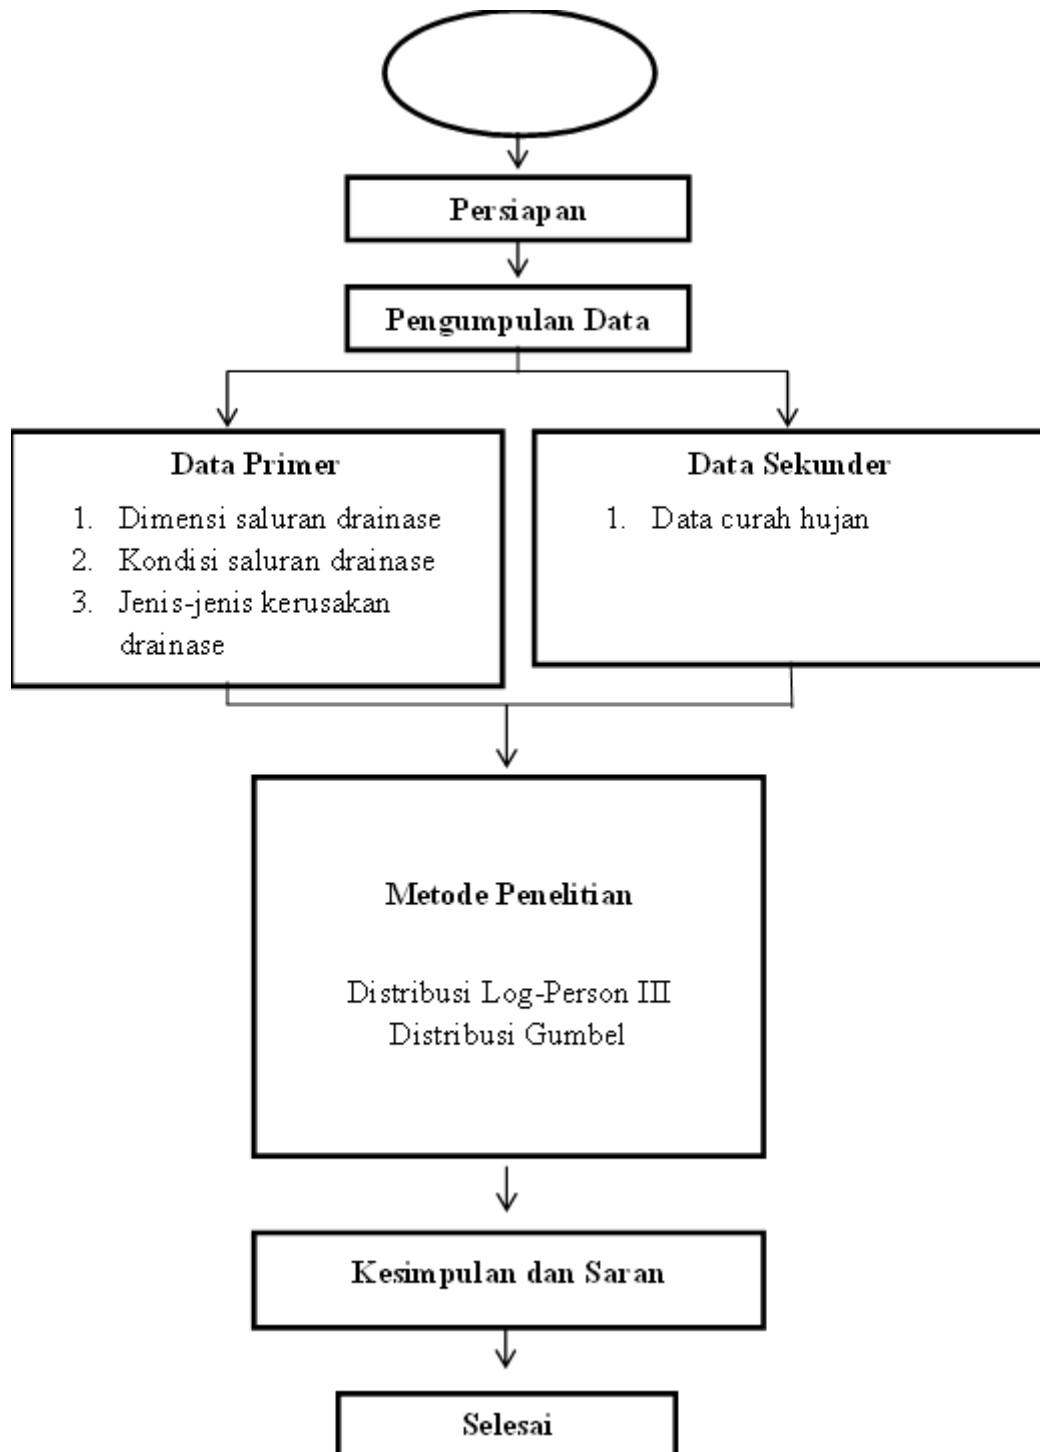 Persiapan
Pengumpulan Data
Data Primer
1. Dimensi saluran drainase
2. Kondisi saluran drainase
3. Jenis-jenis kerusakan
drainase
Data Sekunder
1. Data curah hujan
Metode Penelitian
Distribusi Log-Person III
Distribusi Gumbel
Kesimpulan dan Saran
Selesai